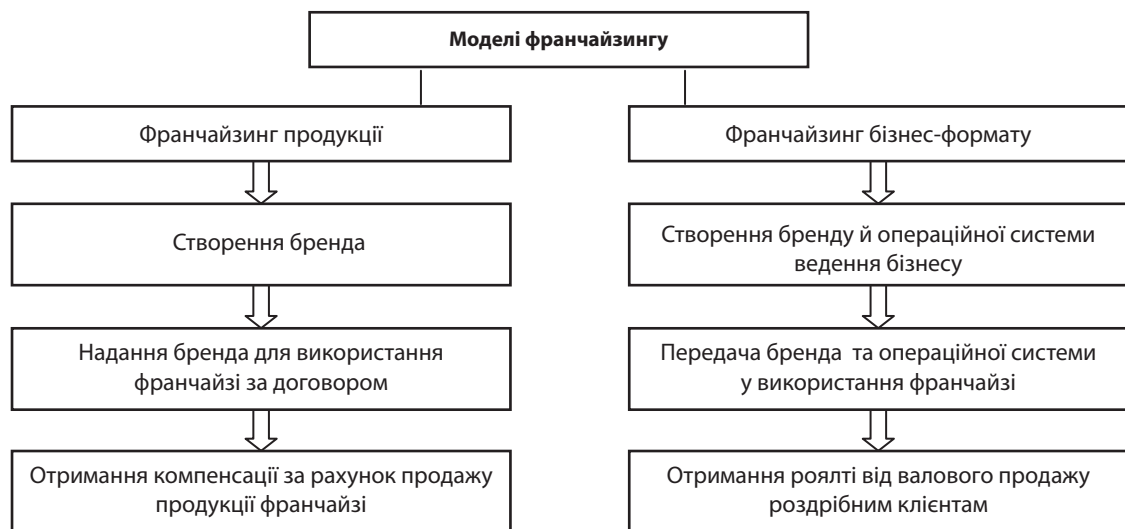 Моделі франчайзингу
Франчайзинг продукції
Франчайзинг бізнес-формату
Створення бренда
Створення бренду й операційної системи
ведення бізнесу
Надання бренда для використання
франчайзі за договором
Передача бренда та операційної системи
у використання франчайзі
Отримання компенсації за рахунок продажу
продукції франчайзі
Отримання роялті від валового продажу
роздрібним клієнтам